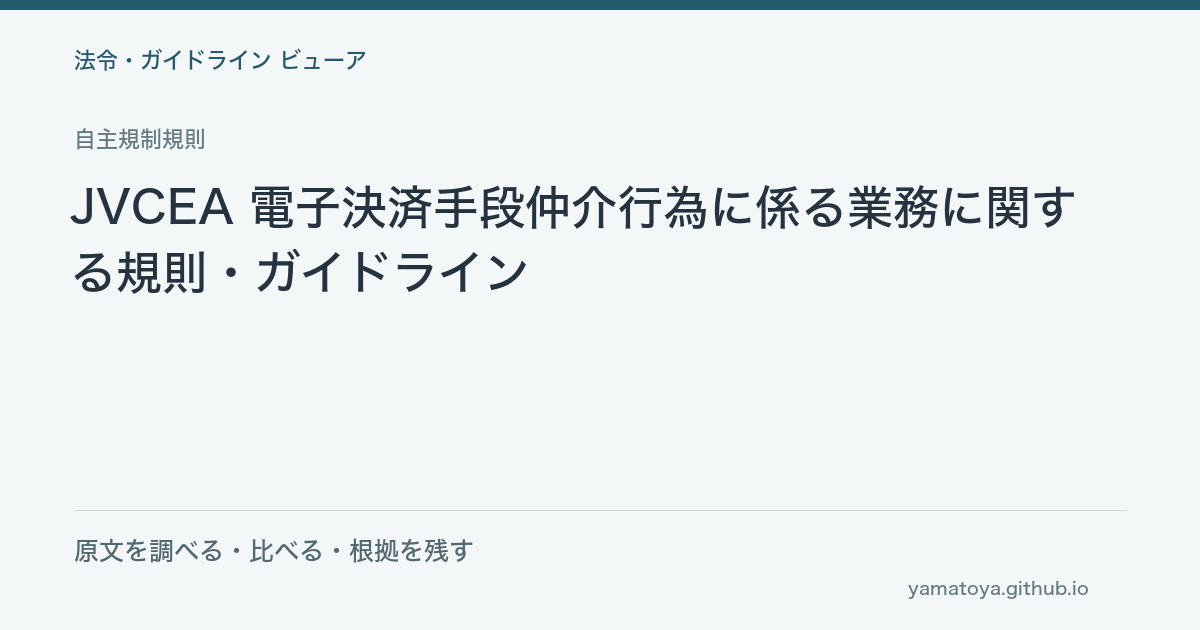 法令・ガイドライン ビューア
自主規制規則
JVCEA 電子決済手段仲介行為に係る業務に関す
る規則・ガイドライン
原文を調べる・比べる・根拠を残す
yamatoya.github.io